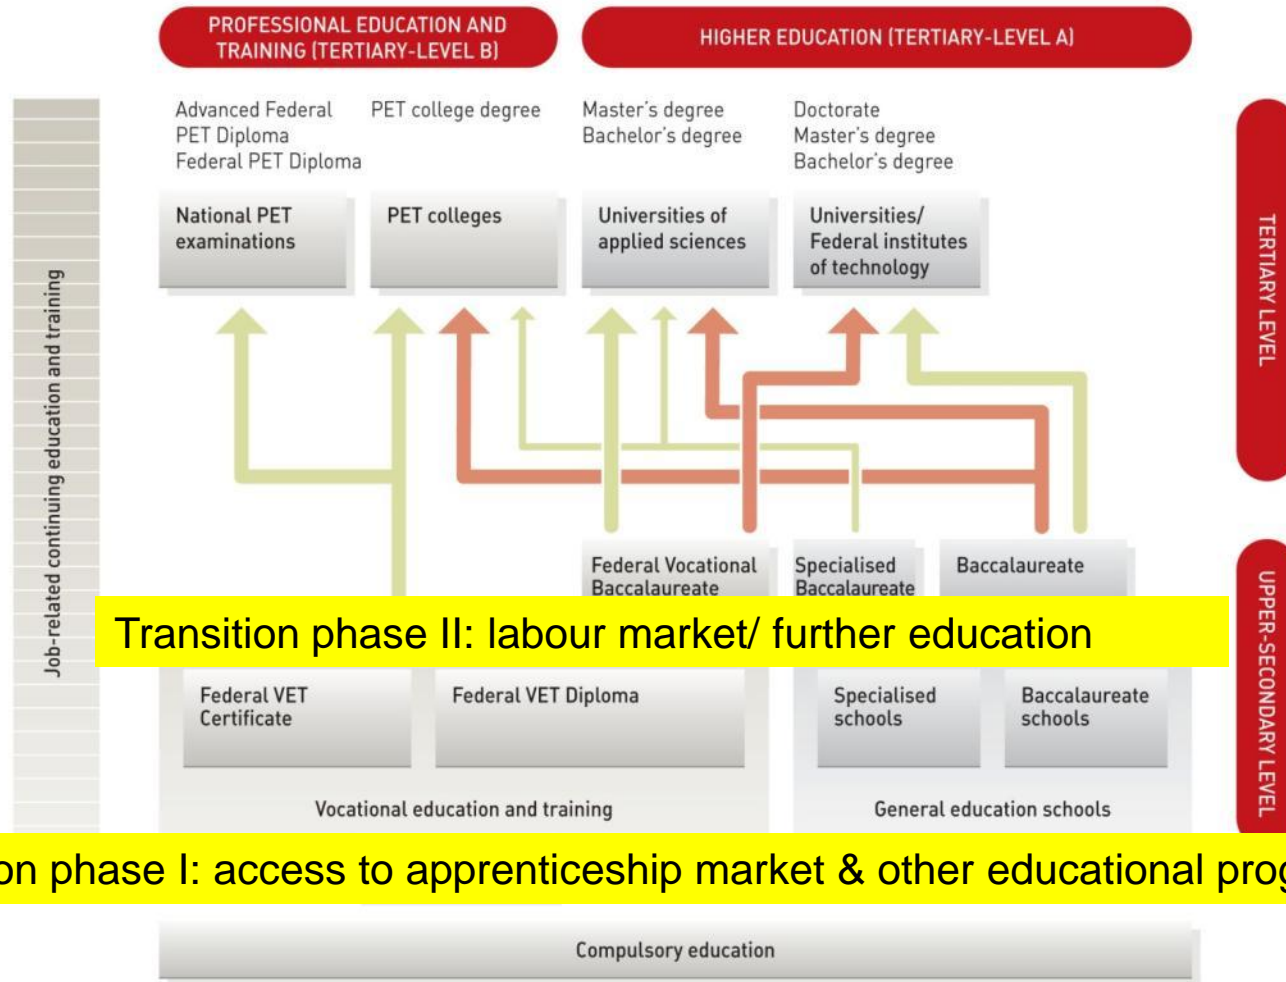 PROFESSIONAL EDUCATION AND
TRAINING (TERTIARY-LEVEL B)
HIGHER EDUCATION (TERTIARY-LEVEL A)
Advanced Federal
PET Diploma
Federal PET Diploma
PET college degree
Master's degree
Bachelor's degree
Doctorate
Master's degree
Bachelor's degree
National PET
examinations
PET colleges
Universities of
applied sciences
Universities/
Federal institutes
of technology
TERTIARY LEVEL
Job-related continuing education and training
Federal Vocational
Baccalaureate
Specialised
Baccalaureate
Baccalaureate
Transition phase II: labour market/ further education
UPPER-SECONDARY LEVEL
Federal VET
Certificate
Federal VET Diploma
Specialised
schools
Baccalaureate
schools
Vocational education and training
General education schools
on phase I: access to apprenticeship market & other educational prog
Compulsory education